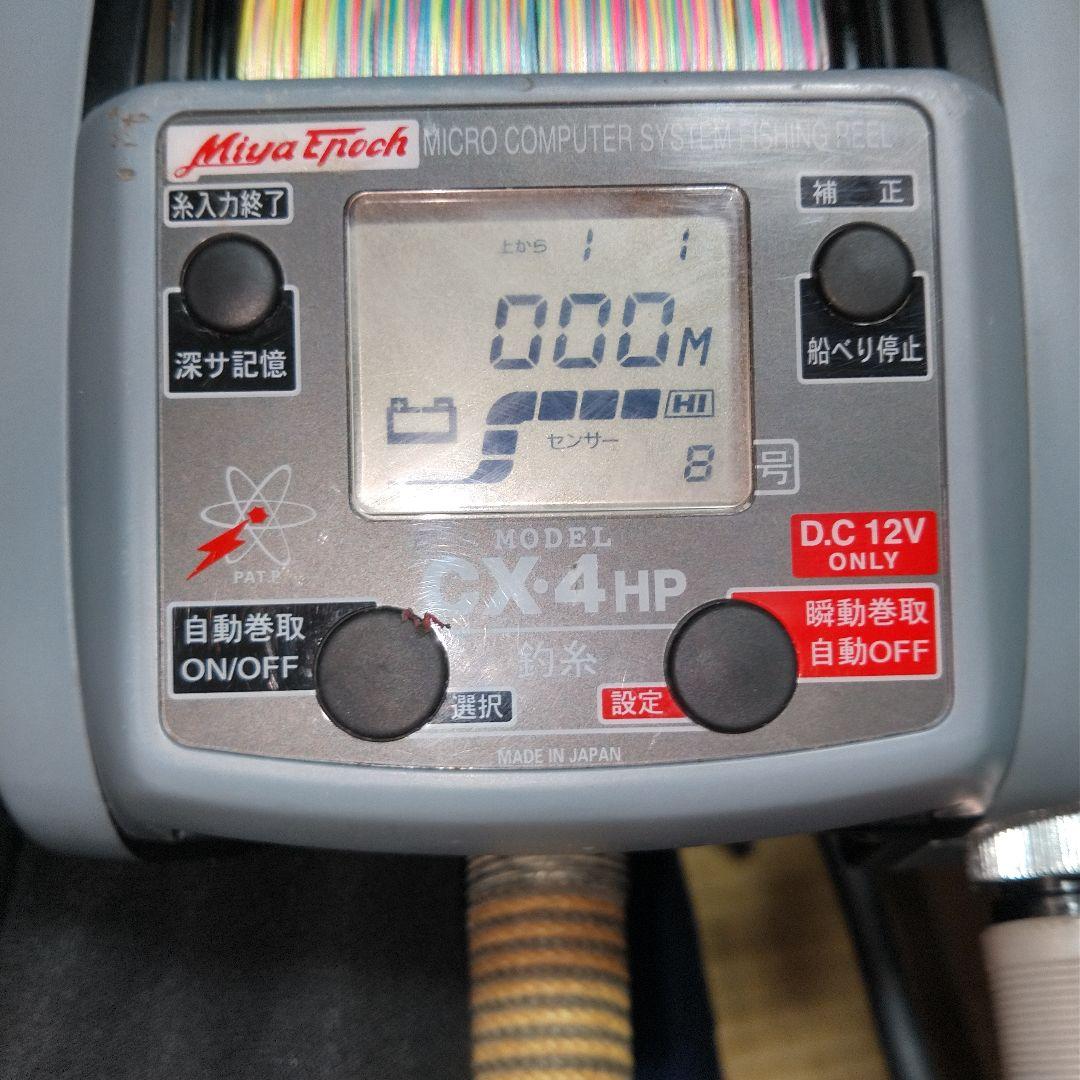 Miya Epoch MICRO COMPUTER SYSTEM FISHING REEL
糸入力終了
補 正
上から 1 1
000M
深サ記憶
船べり停止
HI
センサー
8 号
MODEL
CX・4HP
D.C 12V
ONLY
PAT.P
自動巻取
ON/OFF
瞬動巻取
自動OFF
釣糸
選択
設定
MADE IN JAPAN